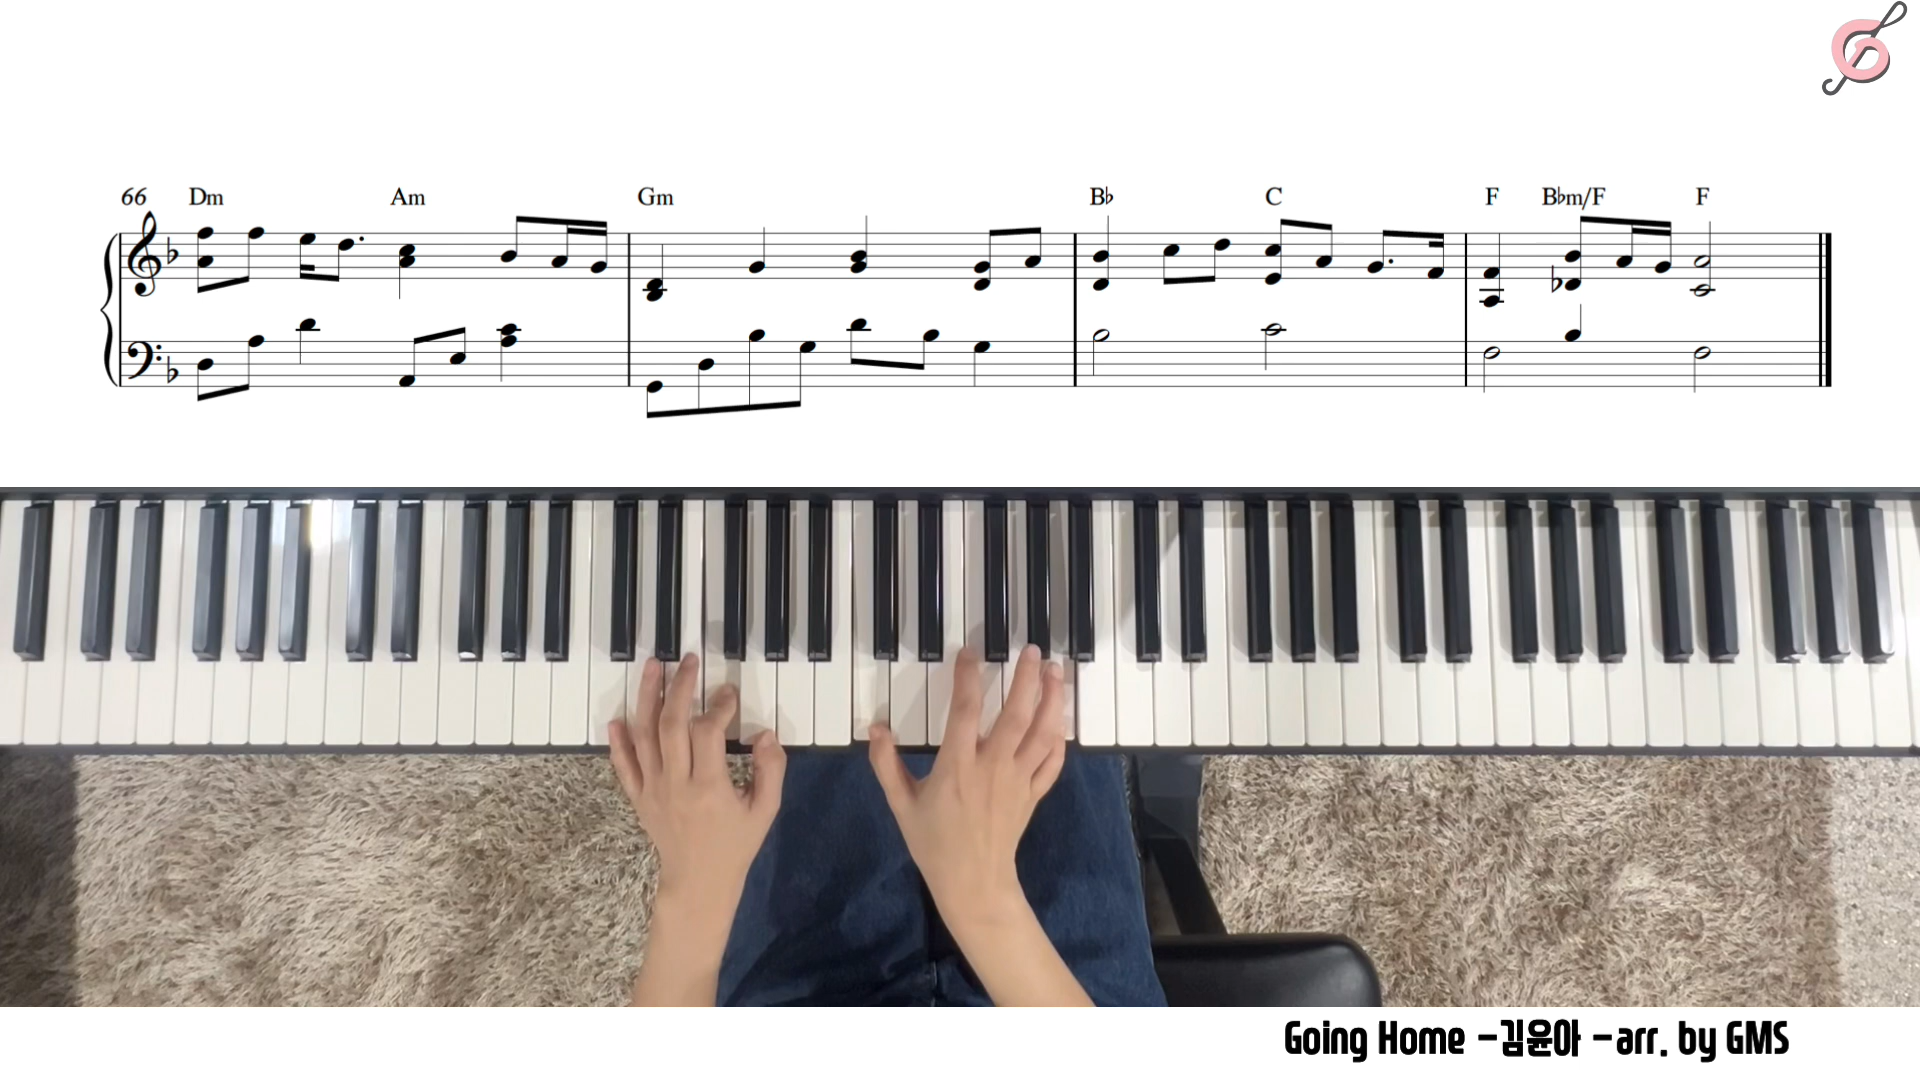 66 Dm Am Gm B♭ C F B♭m/F F
Going Home -김윤아 -arr. by GMS